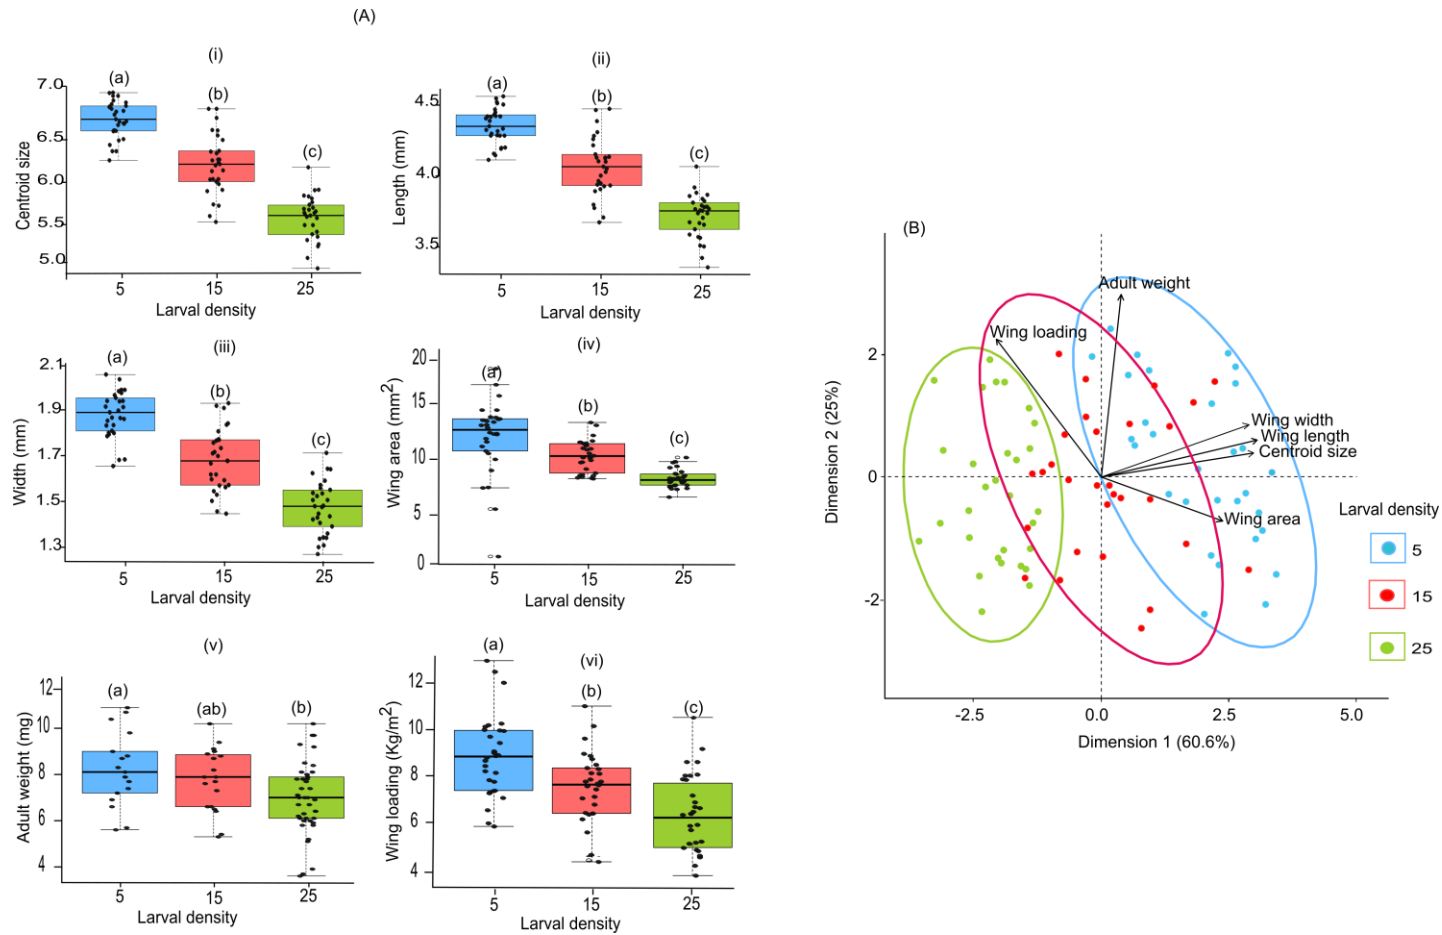 (A)
(i)
(a)
(b)
(c)
7.0
6.5
6.0
5.5
5.0
Centroid size
5
15
25
Larval density
(ii)
(a)
(b)
(c)
4.5
4.0
3.5
Length (mm)
5
15
25
Larval density
(iii)
(a)
(b)
(c)
2.1
1.9
1.7
1.5
1.3
Width (mm)
5
15
25
Larval density
(iv)
(a)
(b)
(c)
20
15
10
5
0
Wing area (mm²)
5
15
25
Larval density
(v)
(a)
(ab)
(b)
12
10
8
6
4
Adult weight (mg)
5
15
25
Larval density
(vi)
(a)
(b)
(c)
10
8
6
4
Wing loading (Kg/m²)
5
15
25
Larval density
(B)
Adult weight
Wing loading
Wing width
Wing length
Centroid size
Wing area
2
0
-2
Dimension 2 (25%)
-2.5
0.0
2.5
5.0
Dimension 1 (60.6%)
Larval density
5
15
25